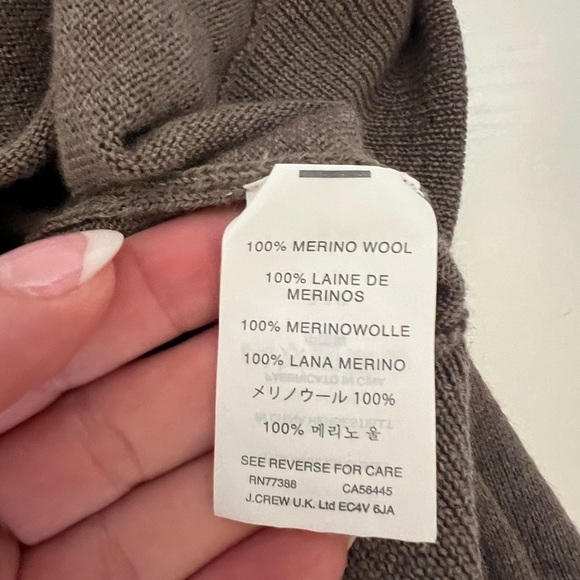 100% MERINO WOOL
100% LAINE DE
MERINOS
100% MERINOWOLLE
100% LANA MERINO
メリノウール 100%
100% 메리노 울
SEE REVERSE FOR CARE
RN77388 CA56445
J.CREW U.K. Ltd EC4V 6JA